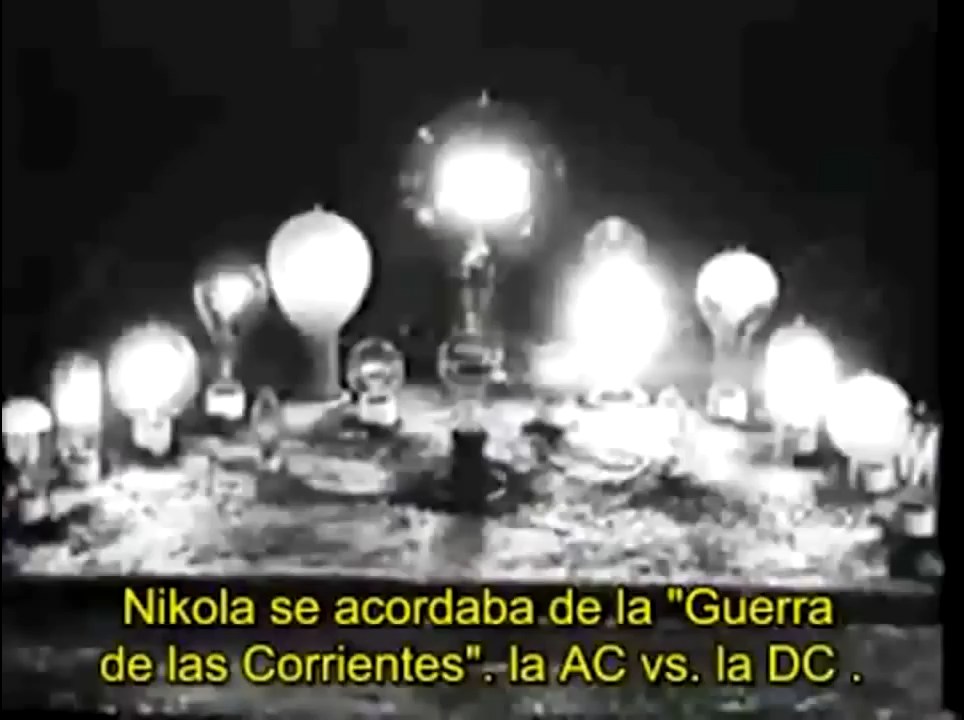 Nikola se acordaba de la "Guerra
de las Corrientes". la AC vs. la DC .